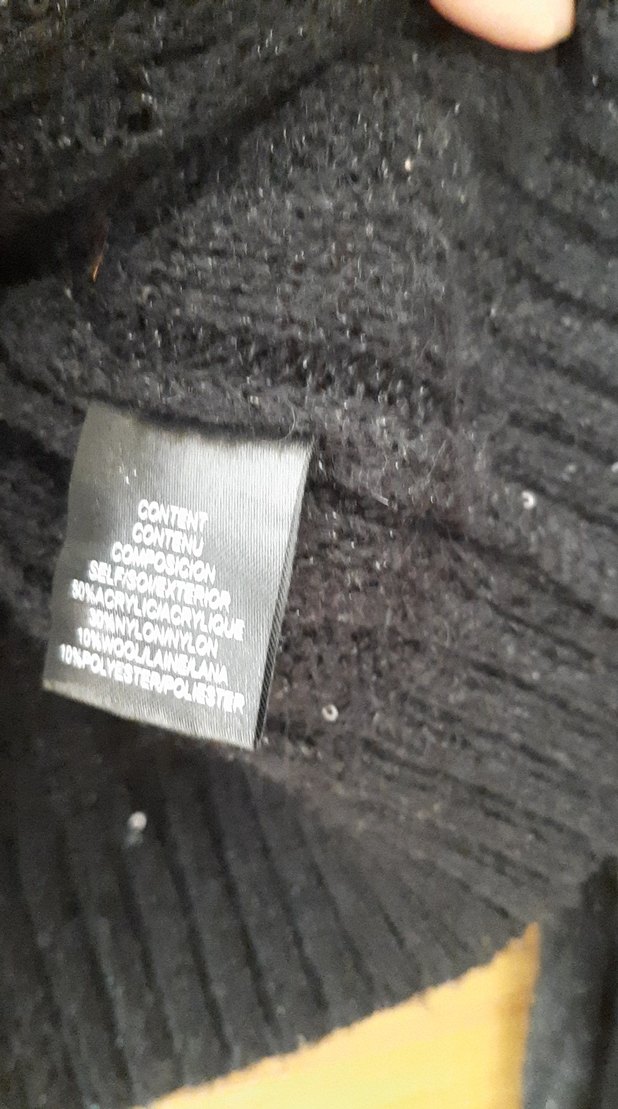 CONTENT
CONTENU
COMPOSICION
SELF/SOI/EXTERIOR
50%ACRYLIC/ACRYLIQUE
30%NYLON/NYLON
10%WOOL/LAINE/LANA
10%POLYESTER/POLIESTER